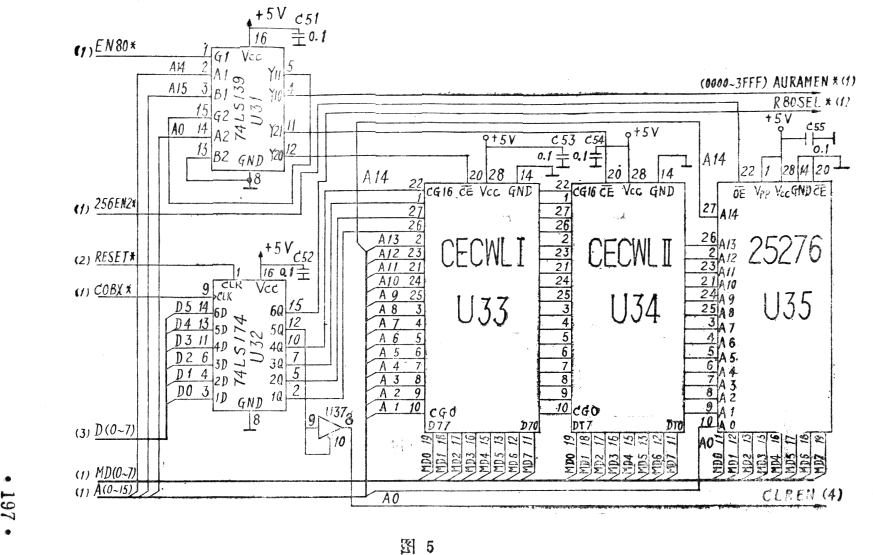 +5V
C51
0.1
16
(1) EN80*
1 G1 Vcc
A14 2 A1 Y11 5
A15 3 B1 Y10 4
15 G2
A0 14 A2 Y21 11
13 B2 Y20 12
GND
8
74LS139
U31
(0000~3FFF) AURAMEN*(1)
R80SEL*(1)
(1) 256EN2*
+5V
C52
0.1
16
(2) RESET*
1
CLR
Vcc
(1) C0BX*
9
CLK
D5 14 6D 6Q 15
D4 13 5D 5Q 12
D3 11 4D 4Q 10
D2 6 3D 3Q 7
D1 4 2D 2Q 5
D0 3 1D 1Q 2
GND
8
74LS174
U32
U37
9
8
10
(3) D(0~7)
(1) MD(0~7)
(1) A(0~15)
A0
CLREN (4)
A14
+5V
C53
0.1
20 28 14
22 CG16 CE Vcc GND
1
27
26
A13 2
A12 23
A11 21
A10 24
A9 25
A8 3
A7 4
A6 5
A5 6
A4 7
A3 8
A2 9
A1 10
CECWL I
U33
CG0
DT7 DT0
19 18 17 16 15 13 12 11
MD0 MD1 MD2 MD3 MD4 MD5 MD6 MD7
C54
0.1
+5V
20 28 14
22 CG16 CE Vcc GND
1
27
26
2
23
21
24
25
3
4
5
6
7
8
9
10
CECWL II
U34
CG0
DT7 DT0
19 18 17 16 15 13 12 11
MD0 MD1 MD2 MD3 MD4 MD5 MD6 MD7
A14
+5V
C55
0.1
22 1 28 14 20
OE VPP Vcc GND CE
27 A14
26 A13
2 A12
23 A11
21 A10
24 A9
25 A8
3 A7
4 A6
5 A5
6 A4
7 A3
8 A2
9 A1
10 A0
25276
U35
A0
11 12 13 15 16 17 18 19
MD0 MD1 MD2 MD3 MD4 MD5 MD6 MD7
• 197 •
图 5